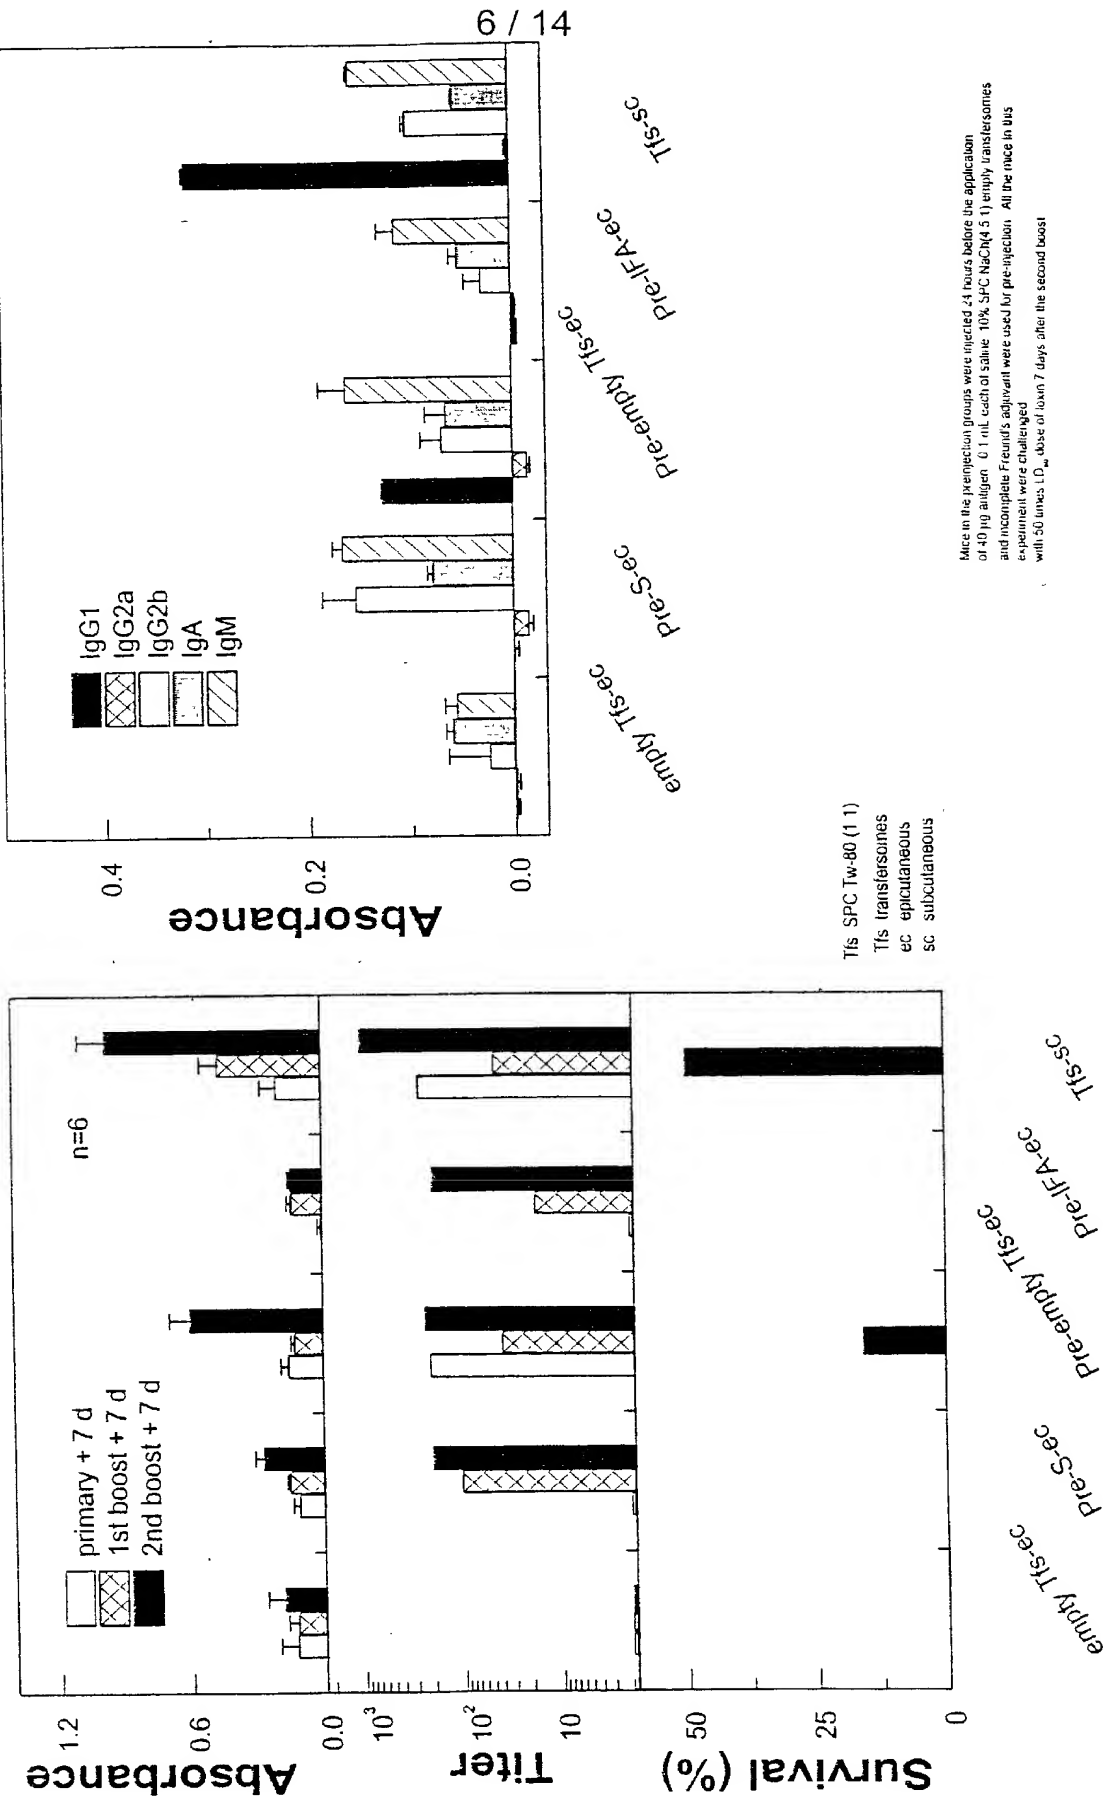 6 / 14
1.2
0.6
0.0
Absorbance
primary + 7 d
1st boost + 7 d
2nd boost + 7 d
n=6
10³
10²
10
Titer
50
25
0
Survival (%)
empty Tfs-ec
Pre-S-ec
Pre-empty Tfs-ec
Pre-IFA-ec
Tfs-sc
0.4
0.2
0.0
Absorbance
IgG1
IgG2a
IgG2b
IgA
IgM
empty Tfs-ec
Pre-S-ec
Pre-empty Tfs-ec
Pre-IFA-ec
Tfs-sc
Tfs SPC Tw-80 (1 1)
Tfs transfersomes
ec epicutaneous
sc subcutaneous
Mice in the preinjection groups were injected 24 hours before the application
of 40 µg antigen 0.1 mL each of saline 10% SPC NaCh(4 5 1) empty transfersomes
and incomplete Freund's adjuvant were used for pre-injection All the mice in this
experiment were challenged
with 50 times LD dose of toxin 7 days after the second boost